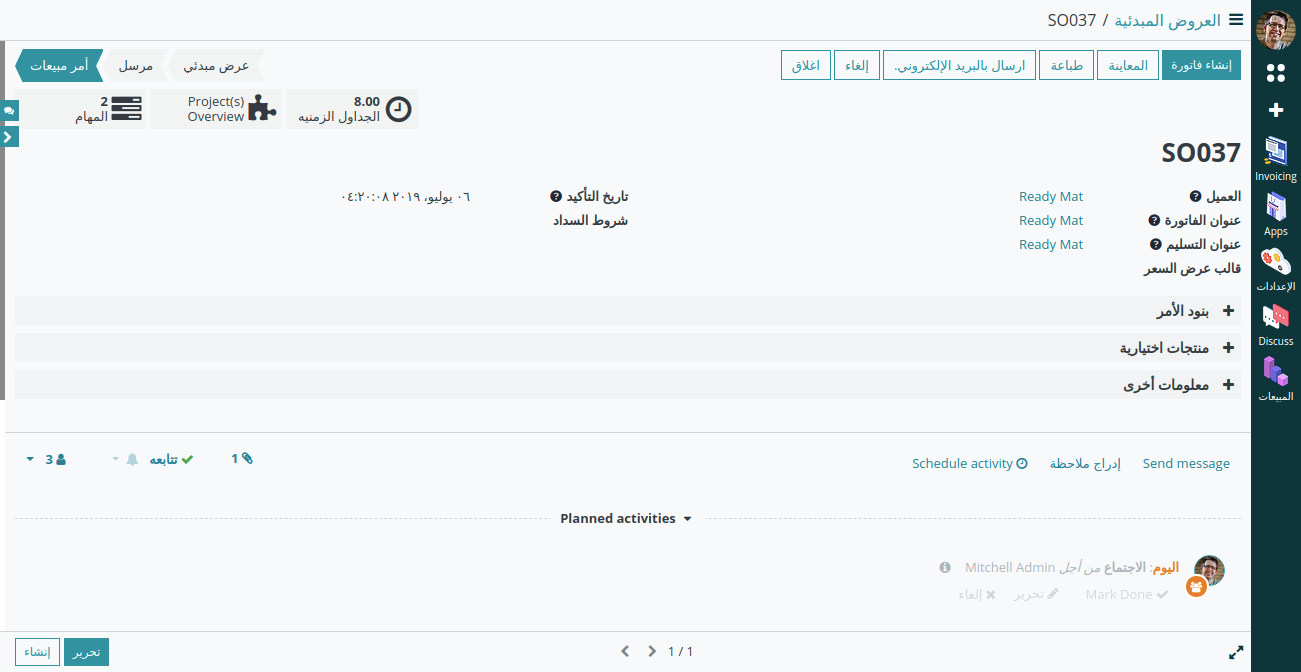 العروض المبدئية / SO037
إنشاء فاتورة
المعاينة
طباعة
ارسال بالبريد الإلكتروني.
إلغاء
اغلاق
عرض مبدئي
مرسل
أمر مبيعات
8.00
الجداول الزمنيه
Project(s)
Overview
2
المهام
SO037
العميل
Ready Mat
عنوان الفاتورة
Ready Mat
عنوان التسليم
Ready Mat
قالب عرض السعر
تاريخ التأكيد
٠٦ يوليو، ٢٠١٩ ٠٤:٢٠:٠٨
شروط السداد
بنود الأمر
منتجات اختيارية
معلومات أخرى
Send message
إدراج ملاحظة
Schedule activity
1
تتابعه
3
Planned activities
اليوم: الاجتماع من أجل Mitchell Admin
Mark Done
تحرير
إلغاء
1 / 1
تحرير
إنشاء
Invoicing
Apps
الإعدادات
Discuss
المبيعات